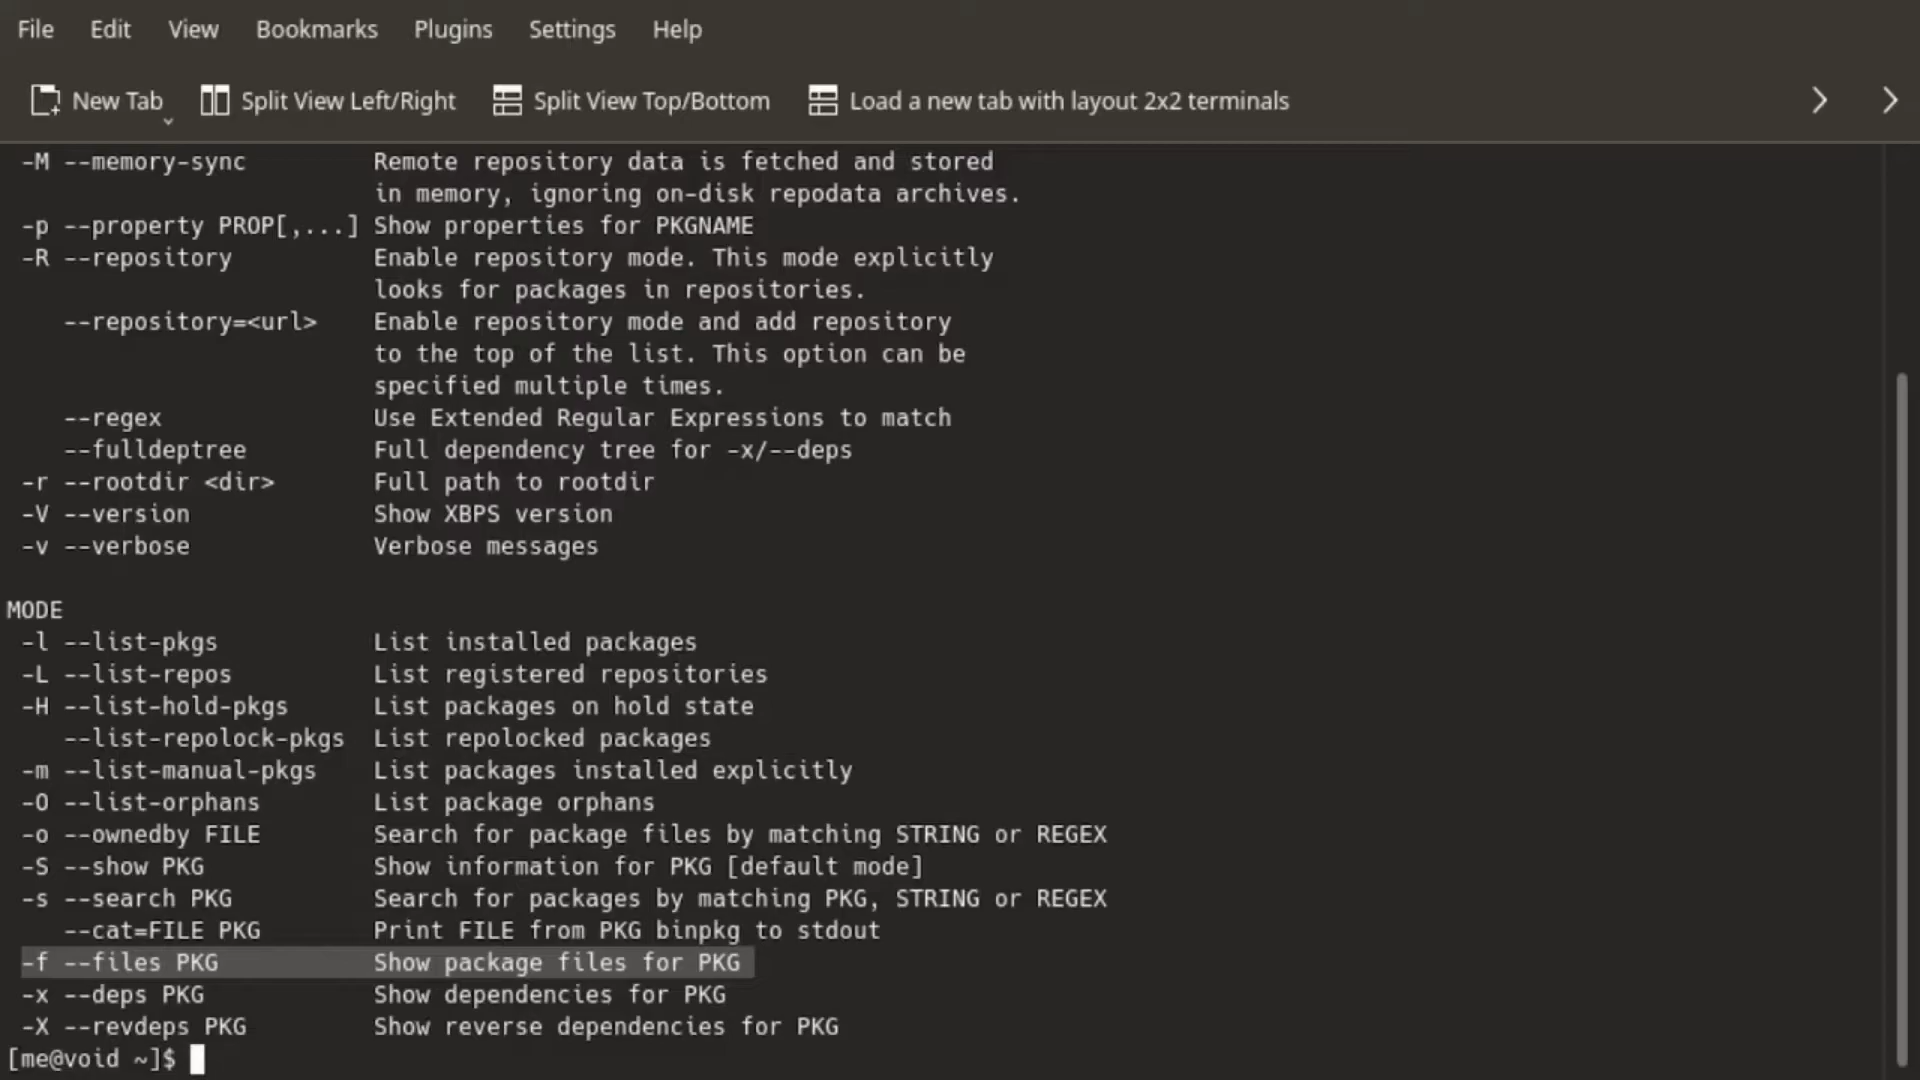 File Edit View Bookmarks Plugins Settings Help
New Tab Split View Left/Right Split View Top/Bottom Load a new tab with layout 2x2 terminals
-M --memory-sync Remote repository data is fetched and stored
in memory, ignoring on-disk repodata archives.
-p --property PROP[,...] Show properties for PKGNAME
-R --repository Enable repository mode. This mode explicitly
looks for packages in repositories.
--repository=<url> Enable repository mode and add repository
to the top of the list. This option can be
specified multiple times.
--regex Use Extended Regular Expressions to match
--fulldeptree Full dependency tree for -x/--deps
-r --rootdir <dir> Full path to rootdir
-V --version Show XBPS version
-v --verbose Verbose messages
MODE
-l --list-pkgs List installed packages
-L --list-repos List registered repositories
-H --list-hold-pkgs List packages on hold state
--list-repolock-pkgs List repolocked packages
-m --list-manual-pkgs List packages installed explicitly
-O --list-orphans List package orphans
-o --ownedby FILE Search for package files by matching STRING or REGEX
-S --show PKG Show information for PKG [default mode]
-s --search PKG Search for packages by matching PKG, STRING or REGEX
--cat=FILE PKG Print FILE from PKG binpkg to stdout
-f --files PKG Show package files for PKG
-x --deps PKG Show dependencies for PKG
-X --revdeps PKG Show reverse dependencies for PKG
[me@void ~]$